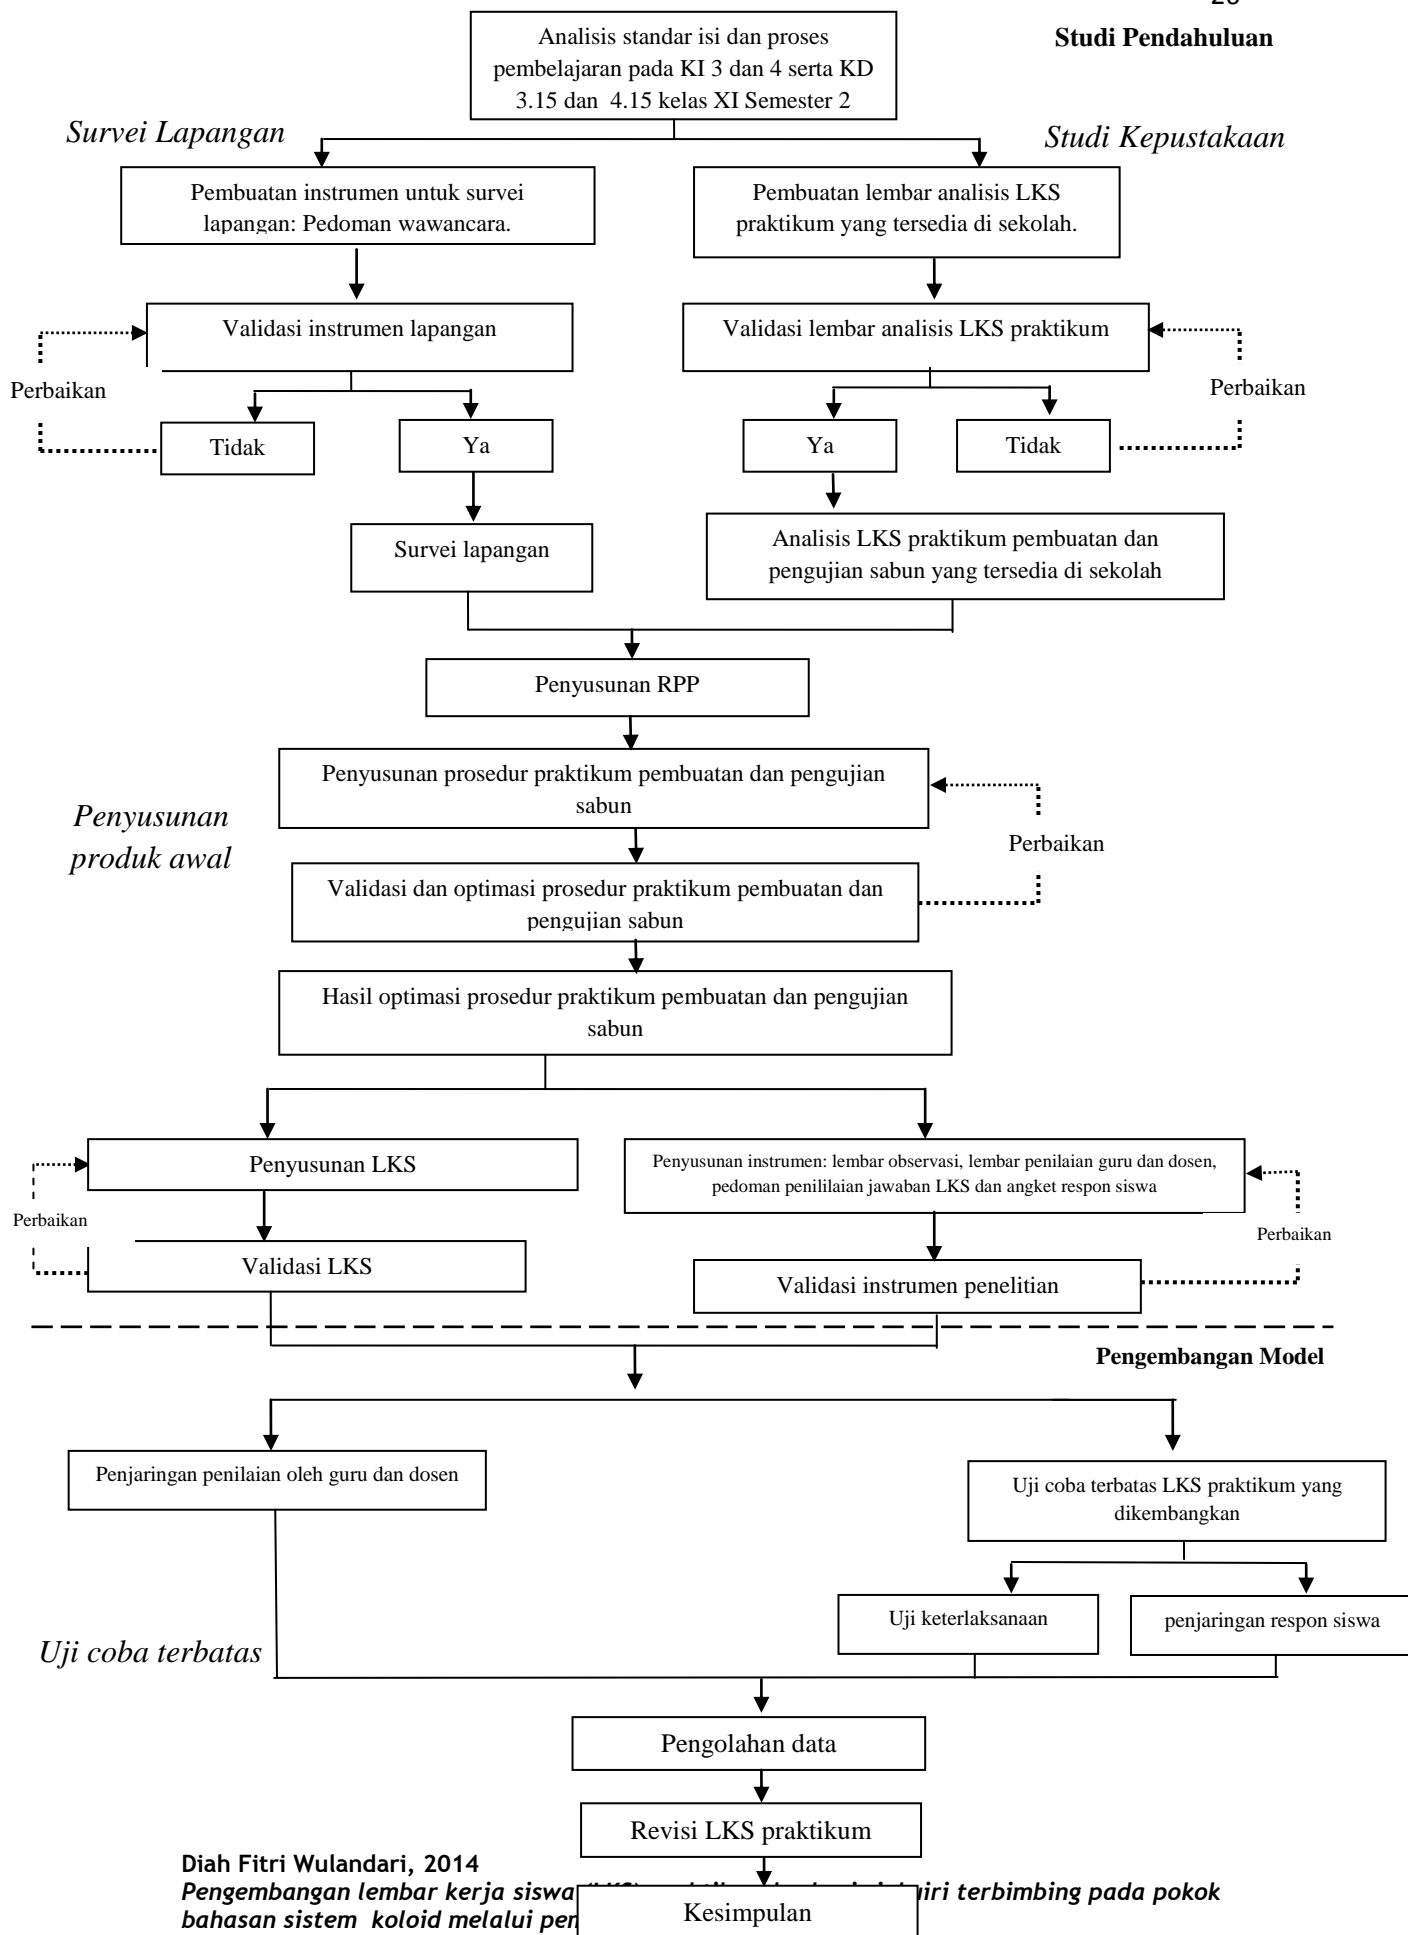 Studi Pendahuluan
Analisis standar isi dan proses
pembelajaran pada KI 3 dan 4 serta KD
3.15 dan 4.15 kelas XI Semester 2
Survei Lapangan
Studi Kepustakaan
Pembuatan instrumen untuk survei
lapangan: Pedoman wawancara.
Pembuatan lembar analisis LKS
praktikum yang tersedia di sekolah.
Validasi instrumen lapangan
Validasi lembar analisis LKS praktikum
Perbaikan
Perbaikan
Tidak
Ya
Ya
Tidak
Survei lapangan
Analisis LKS praktikum pembuatan dan
pengujian sabun yang tersedia di sekolah
Penyusunan RPP
Penyusunan prosedur praktikum pembuatan dan pengujian
sabun
Penyusunan
produk awal
Perbaikan
Validasi dan optimasi prosedur praktikum pembuatan dan
pengujian sabun
Hasil optimasi prosedur praktikum pembuatan dan pengujian
sabun
Penyusunan LKS
Penyusunan instrumen: lembar observasi, lembar penilaian guru dan dosen,
pedoman penililaian jawaban LKS dan angket respon siswa
Perbaikan
Perbaikan
Validasi LKS
Validasi instrumen penelitian
Pengembangan Model
Penjaringan penilaian oleh guru dan dosen
Uji coba terbatas LKS praktikum yang
dikembangkan
Uji keterlaksanaan
penjaringan respon siswa
Uji coba terbatas
Pengolahan data
Revisi LKS praktikum
Diah Fitri Wulandari, 2014
Pengembangan lembar kerja siswa terbimbing pada pokok
bahasan sistem koloid melalui
Kesimpulan